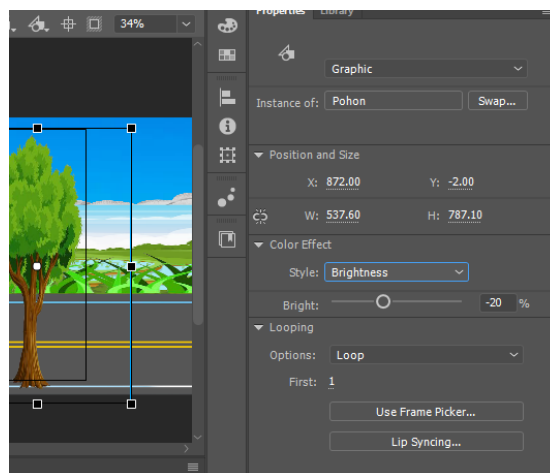 34%
Properties Library
Graphic
Instance of: Pohon Swap...
Position and Size
X: 872.00 Y: -2.00
W: 537.60 H: 787.10
Color Effect
Style: Brightness
Bright: -20 %
Looping
Options: Loop
First: 1
Use Frame Picker...
Lip Syncing...